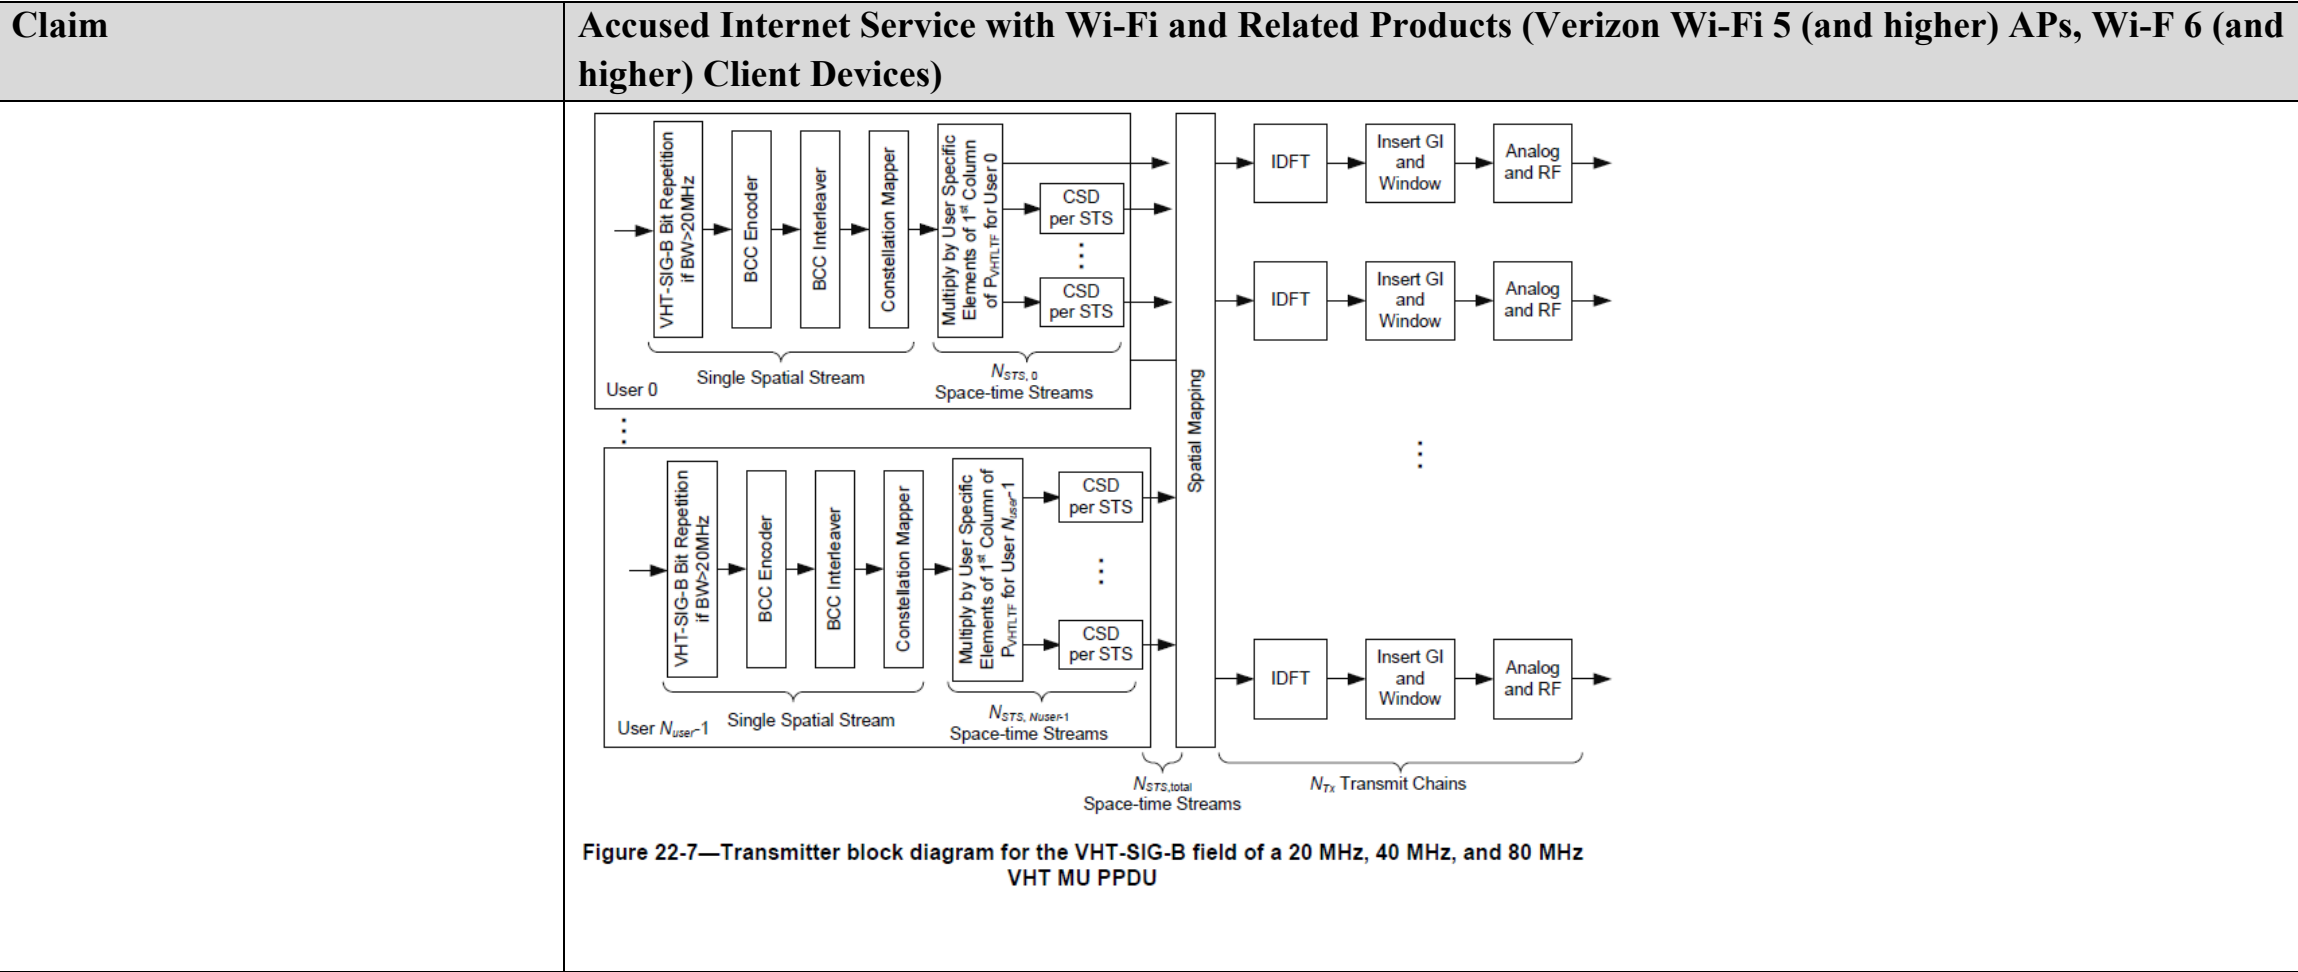 Claim
Accused Internet Service with Wi-Fi and Related Products (Verizon Wi-Fi 5 (and higher) APs, Wi-F 6 (and
higher) Client Devices)
VHT-SIG-B Bit Repetition
if BW>20MHz
BCC Encoder
BCC Interleaver
Constellation Mapper
Multiply by User Specific
Elements of 1st Column
of PVHTLTF for User 0
CSD
per STS
⋮
CSD
per STS
Single Spatial Stream
NSTS, 0
Space-time Streams
User 0
⋮
VHT-SIG-B Bit Repetition
if BW>20MHz
BCC Encoder
BCC Interleaver
Constellation Mapper
Multiply by User Specific
Elements of 1st Column of
PVHTLTF for User Nuser-1
CSD
per STS
⋮
CSD
per STS
Single Spatial Stream
NSTS, Nuser-1
Space-time Streams
User Nuser-1
Spatial Mapping
NSTS,total
Space-time Streams
IDFT
Insert GI
and
Window
Analog
and RF
IDFT
Insert GI
and
Window
Analog
and RF
⋮
IDFT
Insert GI
and
Window
Analog
and RF
NTx Transmit Chains
Figure 22-7—Transmitter block diagram for the VHT-SIG-B field of a 20 MHz, 40 MHz, and 80 MHz
VHT MU PPDU